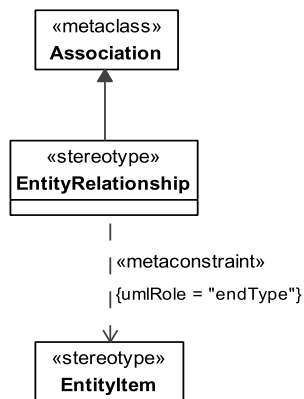 «metaclass»
Association
«stereotype»
EntityRelationship
«metaconstraint»
{umlRole = "endType"}
«stereotype»
EntityItem